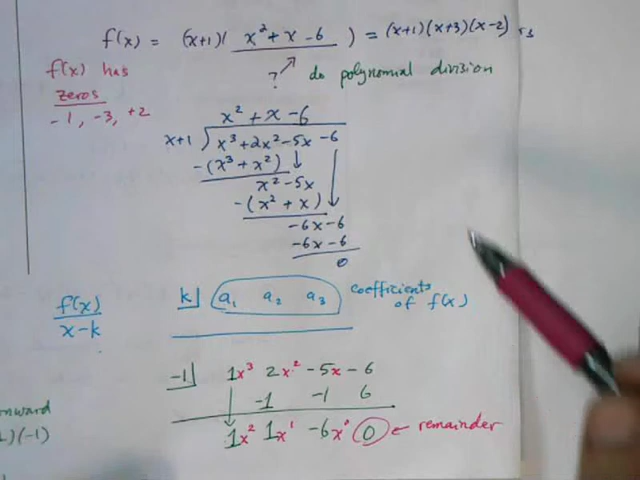 f(x) = (x+1)( x² + x - 6 ) = (x+1)(x+3)(x-2)
f(x) has
zeros
-1, -3, +2
? do polynomial division
x² + x - 6
x+1 ) x³ + 2x² - 5x - 6
-(x³ + x²)
x² - 5x
-(x² + x)
-6x - 6
-6x - 6
0
f(x)
x - k
k a₁ a₂ a₃ coefficients
of f(x)
-1 1x³ 2x² -5x -6
-1 -1 6
1x² 1x¹ -6x⁰ 0 ← remainder
)(-1)